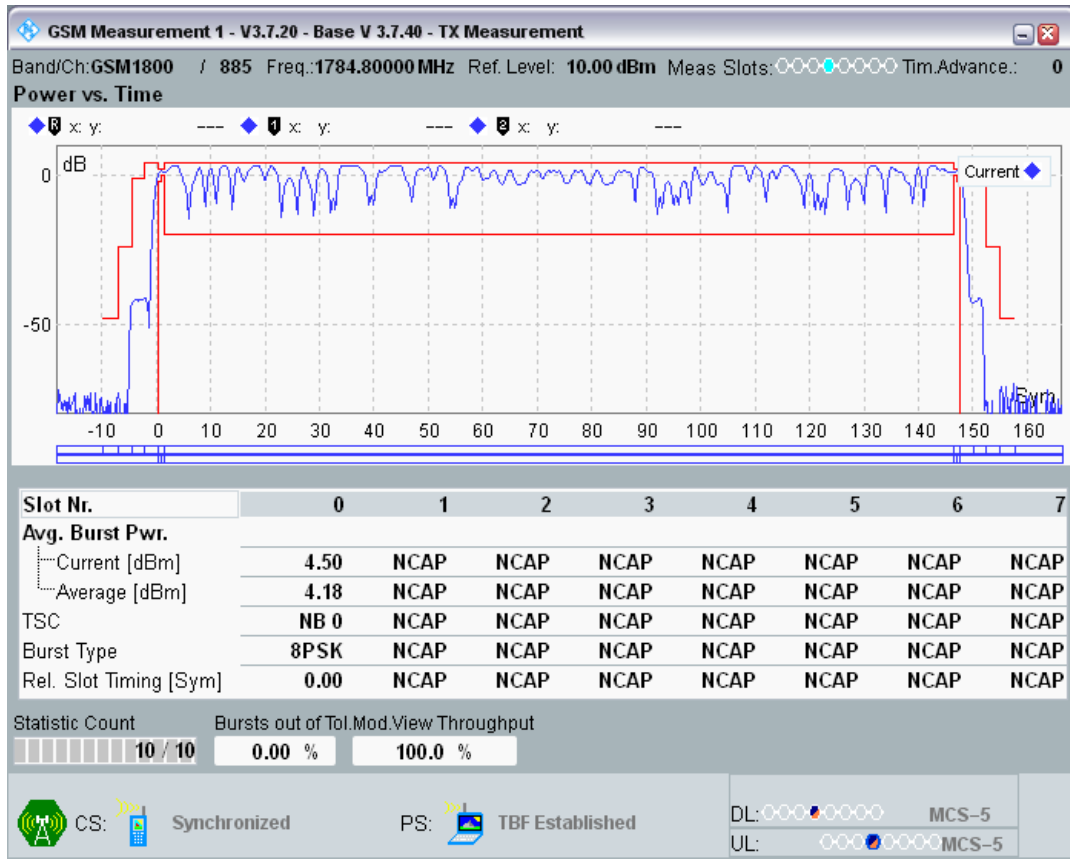 GSM Measurement 1 - V3.7.20 - Base V 3.7.40 - TX Measurement
Band/Ch:GSM1800 / 885 Freq.:1784.80000 MHz Ref. Level: 10.00 dBm Meas Slots: Tim.Advance.: 0
Power vs. Time
R x: y: --- 1 x: y: --- 2 x: y: ---
dB
0
Current
-50
Sym
-10 0 10 20 30 40 50 60 70 80 90 100 110 120 130 140 150 160
Slot Nr. 0 1 2 3 4 5 6 7
Avg. Burst Pwr.
Current [dBm] 4.50 NCAP NCAP NCAP NCAP NCAP NCAP NCAP
Average [dBm] 4.18 NCAP NCAP NCAP NCAP NCAP NCAP NCAP
TSC NB 0 NCAP NCAP NCAP NCAP NCAP NCAP NCAP
Burst Type 8PSK NCAP NCAP NCAP NCAP NCAP NCAP NCAP
Rel. Slot Timing [Sym] 0.00 NCAP NCAP NCAP NCAP NCAP NCAP NCAP
Statistic Count Bursts out of Tol. Mod.View Throughput
10 / 10 0.00 % 100.0 %
CS: Synchronized PS: TBF Established
DL: MCS-5
UL: MCS-5